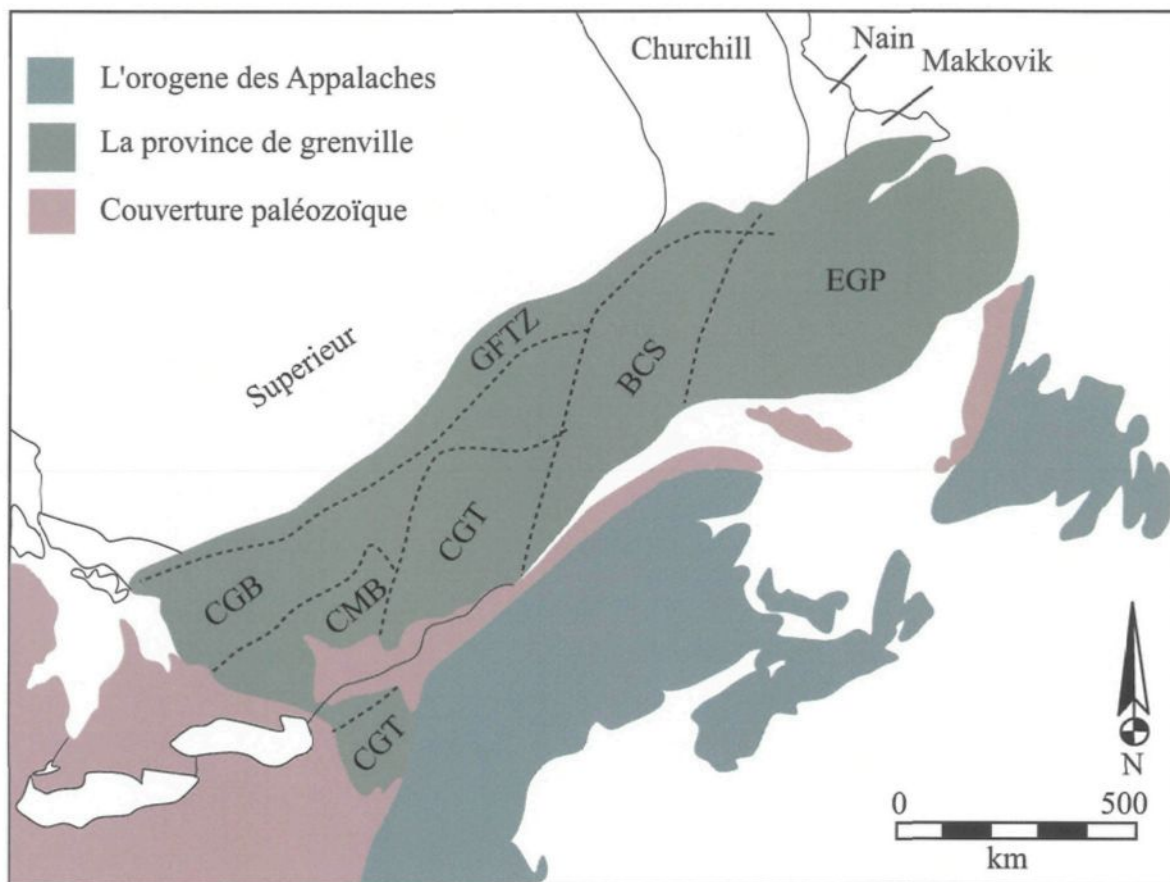 L'orogene des Appalaches
La province de grenville
Couverture paléozoïque
Churchill
Nain
Makkovik
Superieur
GFTZ
BCS
EGP
CGB
CMB
CGT
CGT
N
0 500
km